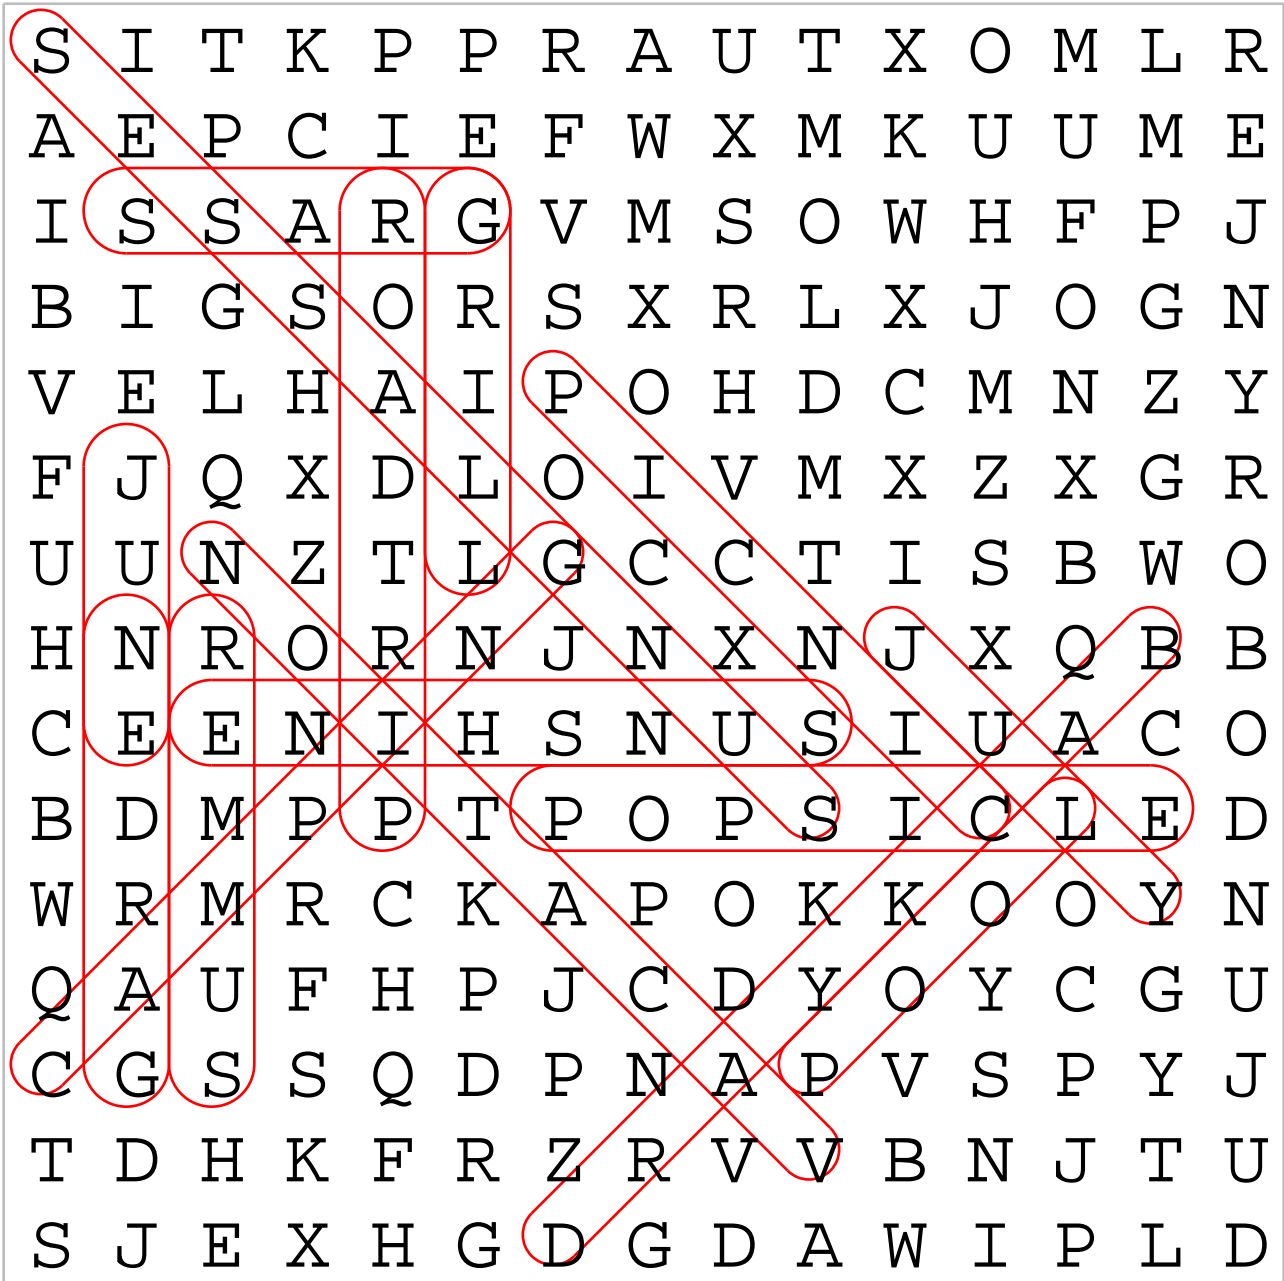 S I T K P P R A U T X O M L R
A E P C I E F W X M K U U M E
I S S A R G V M S O W H F P J
B I G S O R S X R L X J O G N
V E L H A I P O H D C M N Z Y
F J Q X D L O I V M X Z X G R
U U N Z T L G C C T I S B W O
H N R O R N J N X N J X Q B B
C E E N I H S N U S I U A C O
B D M P P T P O P S I C L E D
W R M R C K A P O K K O O Y N
Q A U F H P J C D Y O Y C G U
C G S S Q D P N A P V S P Y J
T D H K F R Z R V V B N J T U
S J E X H G D G D A W I P L D